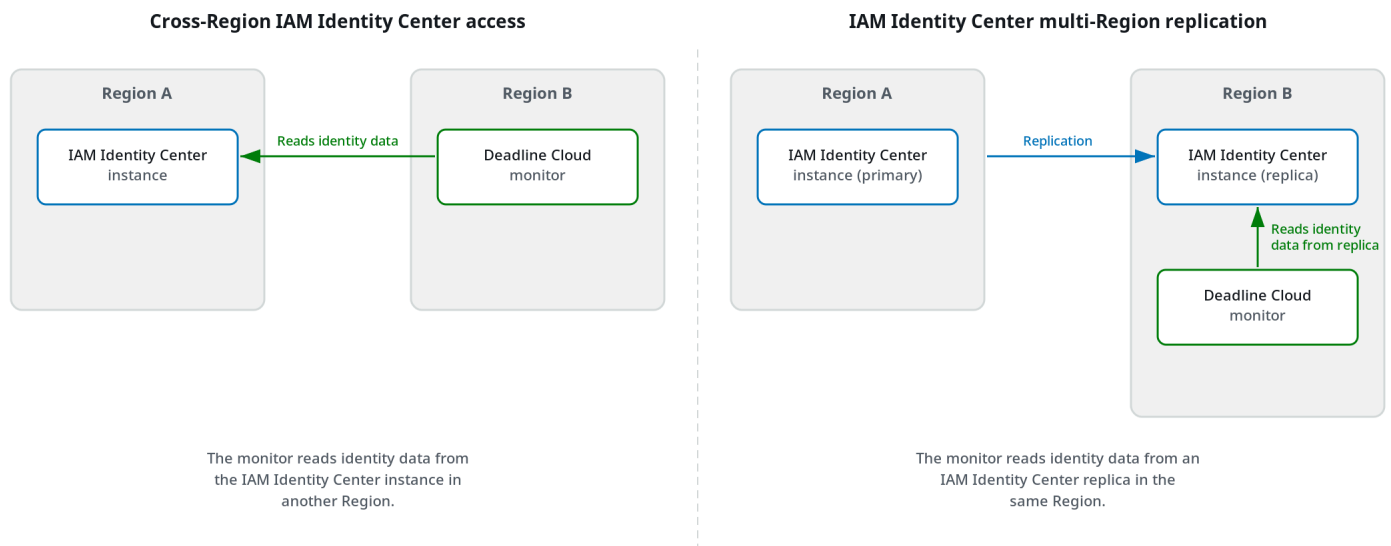 Cross-Region IAM Identity Center access
Region A
Region B
IAM Identity Center
instance
Reads identity data
Deadline Cloud
monitor
The monitor reads identity data from
the IAM Identity Center instance in
another Region.
IAM Identity Center multi-Region replication
Region A
Region B
IAM Identity Center
instance (primary)
Replication
IAM Identity Center
instance (replica)
Reads identity
data from replica
Deadline Cloud
monitor
The monitor reads identity data from an
IAM Identity Center replica in the
same Region.